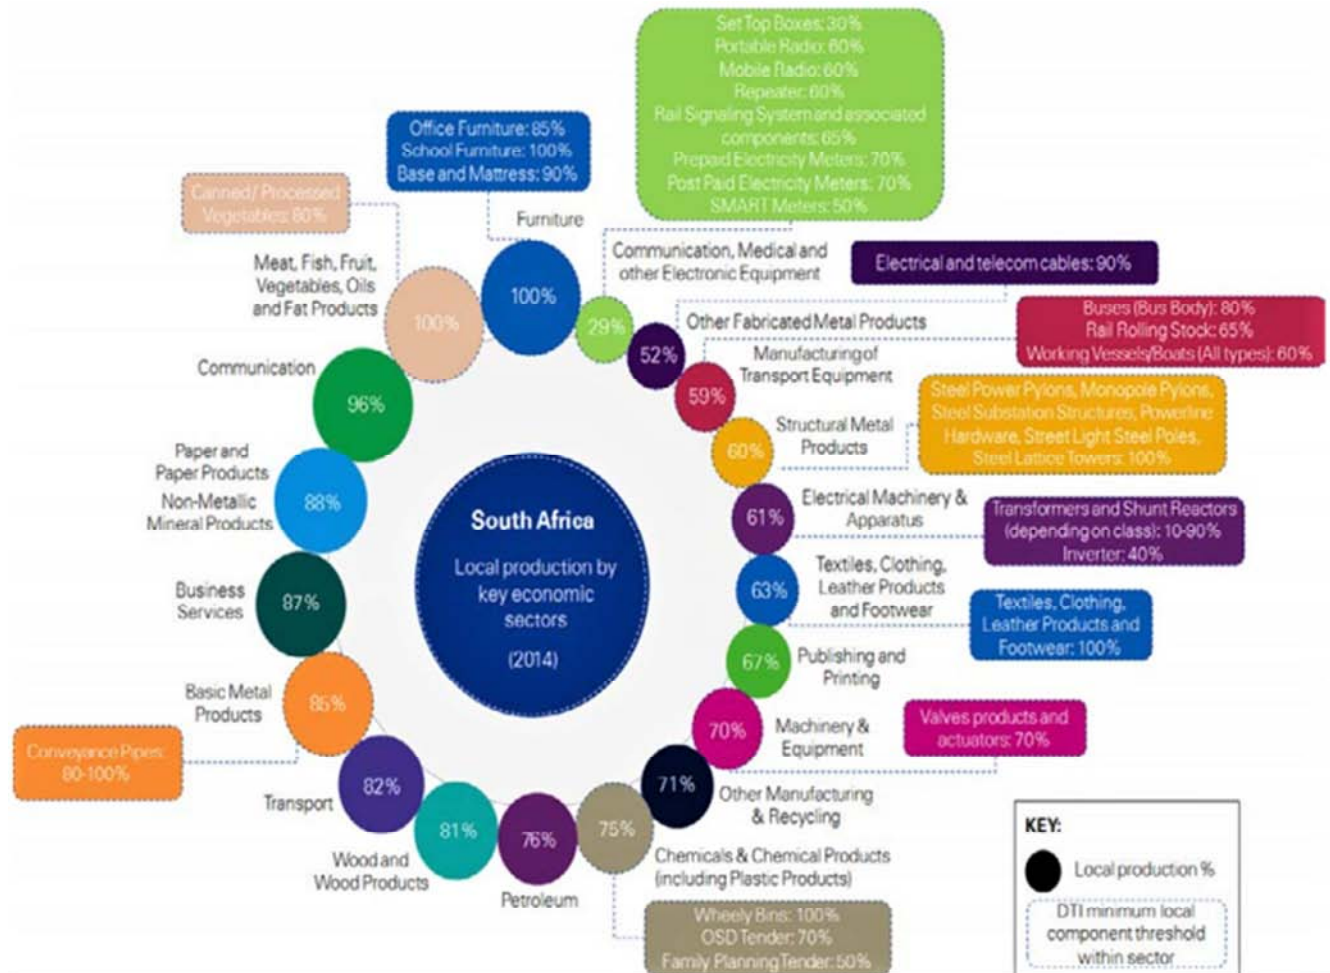 Set Top Boxes: 30%
Portable Radio: 60%
Mobile Radio: 60%
Repeater: 60%
Rail Signaling System and associated
components: 65%
Prepaid Electricity Meters: 70%
Post Paid Electricity Meters: 70%
SMART Meters: 50%
Office Furniture: 85%
School Furniture: 100%
Base and Mattress: 90%
Canned/ Processed
Vegetables: 80%
Furniture
100%
Meat, Fish, Fruit,
Vegetables, Oils
and Fat Products
100%
Communication, Medical and
other Electronic Equipment
29%
Electrical and telecom cables: 90%
Other Fabricated Metal Products
52%
Buses (Bus Body): 80%
Rail Rolling Stock: 65%
Working Vessels/Boats (All types): 60%
Manufacturing of
Transport Equipment
59%
Steel Power Pylons, Monopole Pylons,
Steel Substation Structures, Powerline
Hardware, Street Light Steel Poles,
Steel Lattice Towers: 100%
Structural Metal
Products
60%
Electrical Machinery &
Apparatus
61%
Transformers and Shunt Reactors
(depending on class): 10-90%
Inverter: 40%
Textiles, Clothing,
Leather Products
and Footwear
63%
Textiles, Clothing,
Leather Products and
Footwear: 100%
Publishing and
Printing
67%
Machinery &
Equipment
70%
Valves products and
actuators: 70%
Other Manufacturing
& Recycling
71%
Chemicals & Chemical Products
(including Plastic Products)
75%
Wheely Bins: 100%
OSD Tender: 70%
Family Planning Tender: 50%
Petroleum
76%
Wood and
Wood Products
81%
Transport
82%
Basic Metal
Products
85%
Conveyance Pipes:
80-100%
Business
Services
87%
Paper and
Paper Products
Non-Metallic
Mineral Products
88%
Communication
96%
South Africa
Local production by
key economic
sectors
(2014)
KEY:
Local production %
DTI minimum local
component threshold
within sector